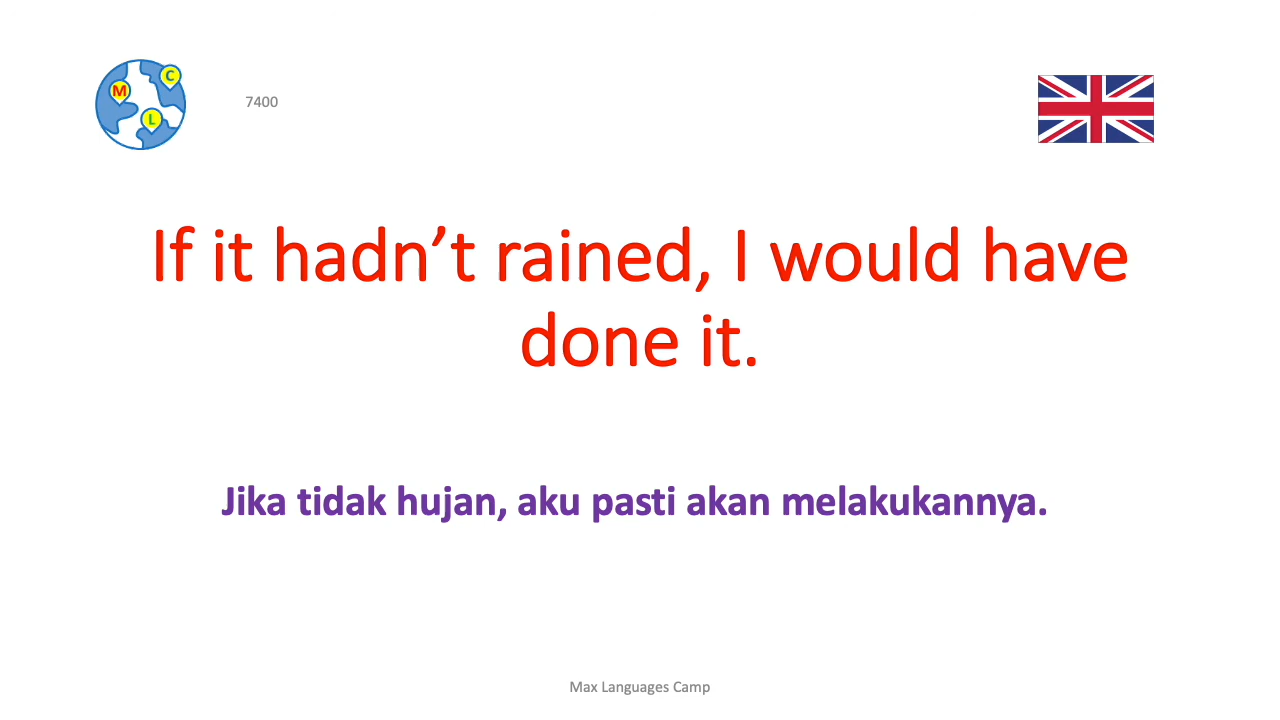 C
M
L
7400
If it hadn’t rained, I would have
done it.
Jika tidak hujan, aku pasti akan melakukannya.
Max Languages Camp